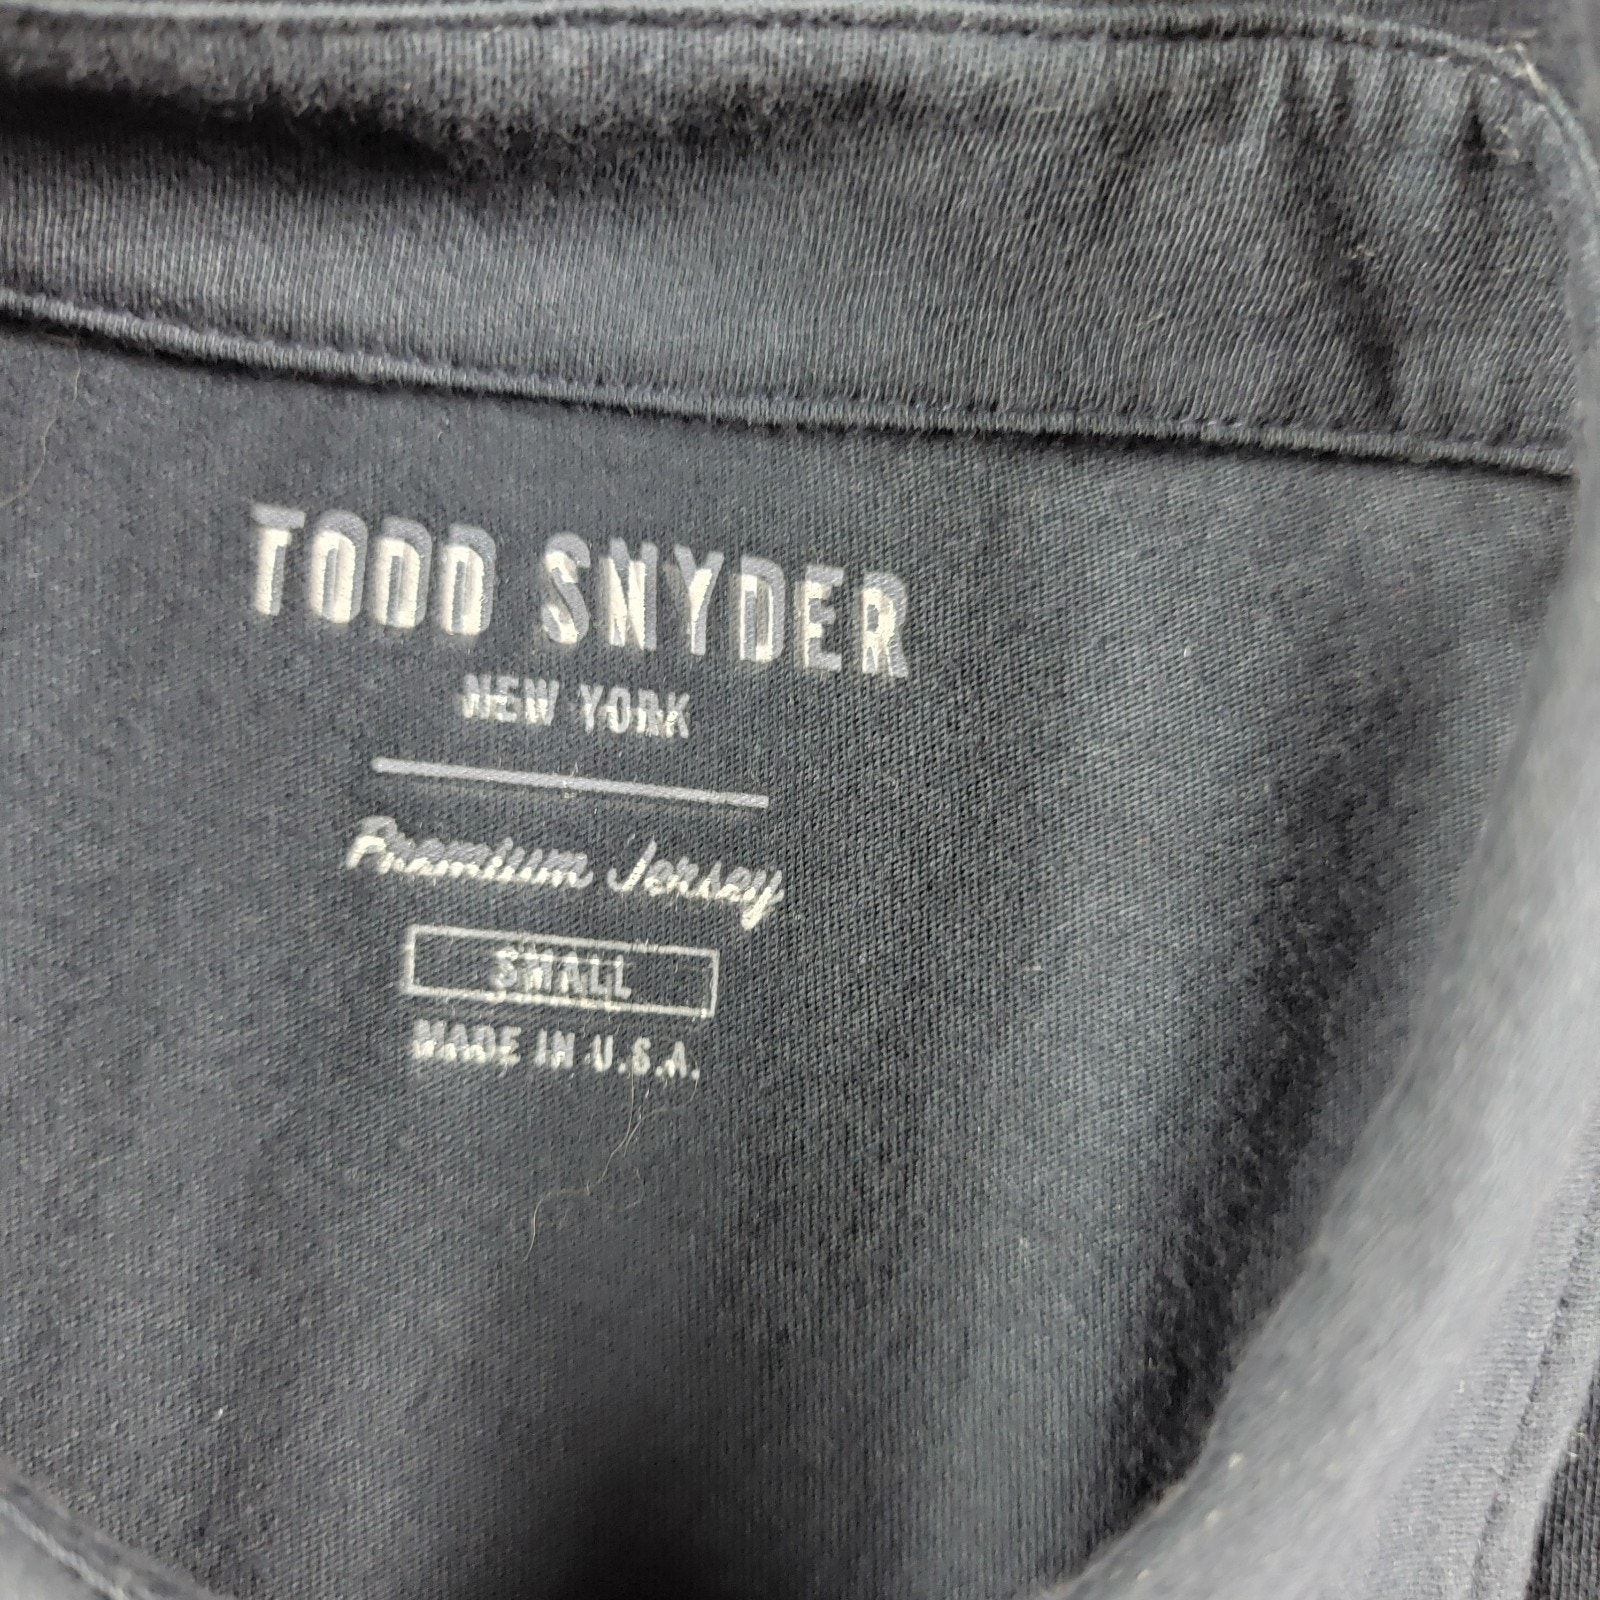 TODD SNYDER
NEW YORK
Premium Jersey
SMALL
MADE IN U.S.A.